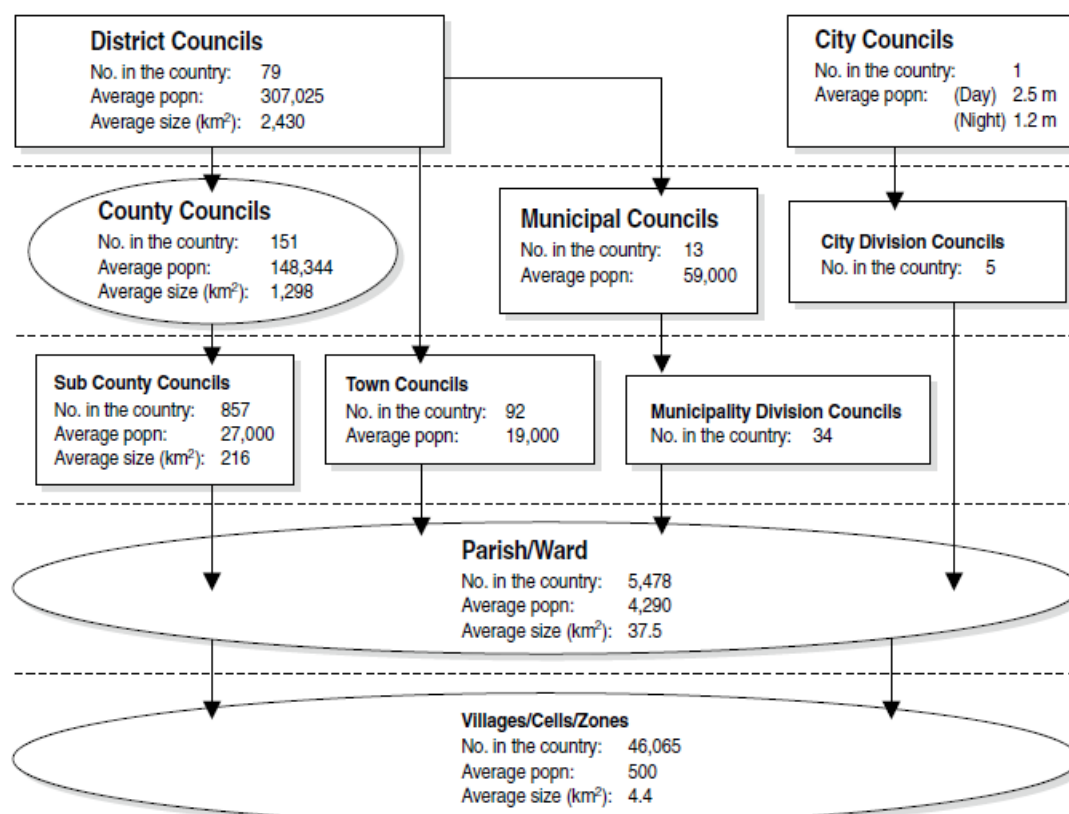 District Councils
No. in the country: 79
Average popn: 307,025
Average size (km²): 2,430
City Councils
No. in the country: 1
Average popn: (Day) 2.5 m
(Night) 1.2 m
County Councils
No. in the country: 151
Average popn: 148,344
Average size (km²): 1,298
Municipal Councils
No. in the country: 13
Average popn: 59,000
City Division Councils
No. in the country: 5
Sub County Councils
No. in the country: 857
Average popn: 27,000
Average size (km²): 216
Town Councils
No. in the country: 92
Average popn: 19,000
Municipality Division Councils
No. in the country: 34
Parish/Ward
No. in the country: 5,478
Average popn: 4,290
Average size (km²): 37.5
Villages/Cells/Zones
No. in the country: 46,065
Average popn: 500
Average size (km²): 4.4